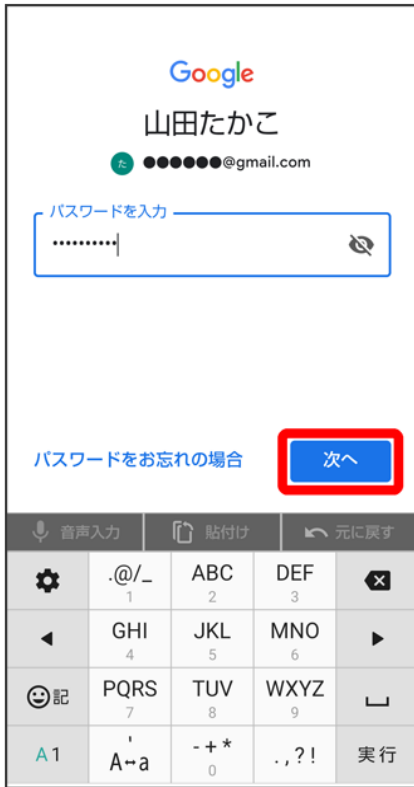 Google
山田たかこ
た ●●●●●●@gmail.com
パスワードを入力
••••••••••
パスワードをお忘れの場合 次へ
音声入力 貼付け 元に戻す
.@/_ ABC DEF
1 2 3
GHI JKL MNO
4 5 6
記 PQRS TUV WXYZ
7 8 9
A1 ' A↔a - + * . , ? ! 実行
0